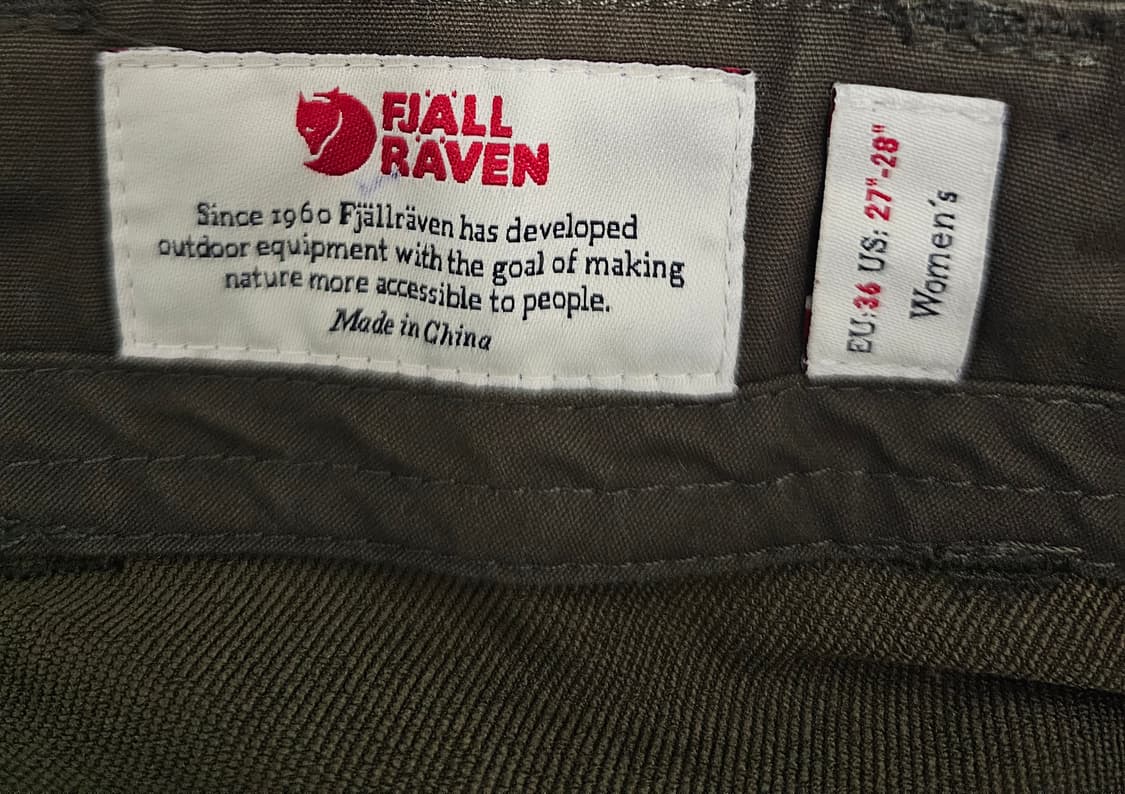 FJÄLL
RÄVEN
Since 1960 Fjällräven has developed
outdoor equipment with the goal of making
nature more accessible to people.
Made in China
EU:36 US: 27"-28"
Women´s